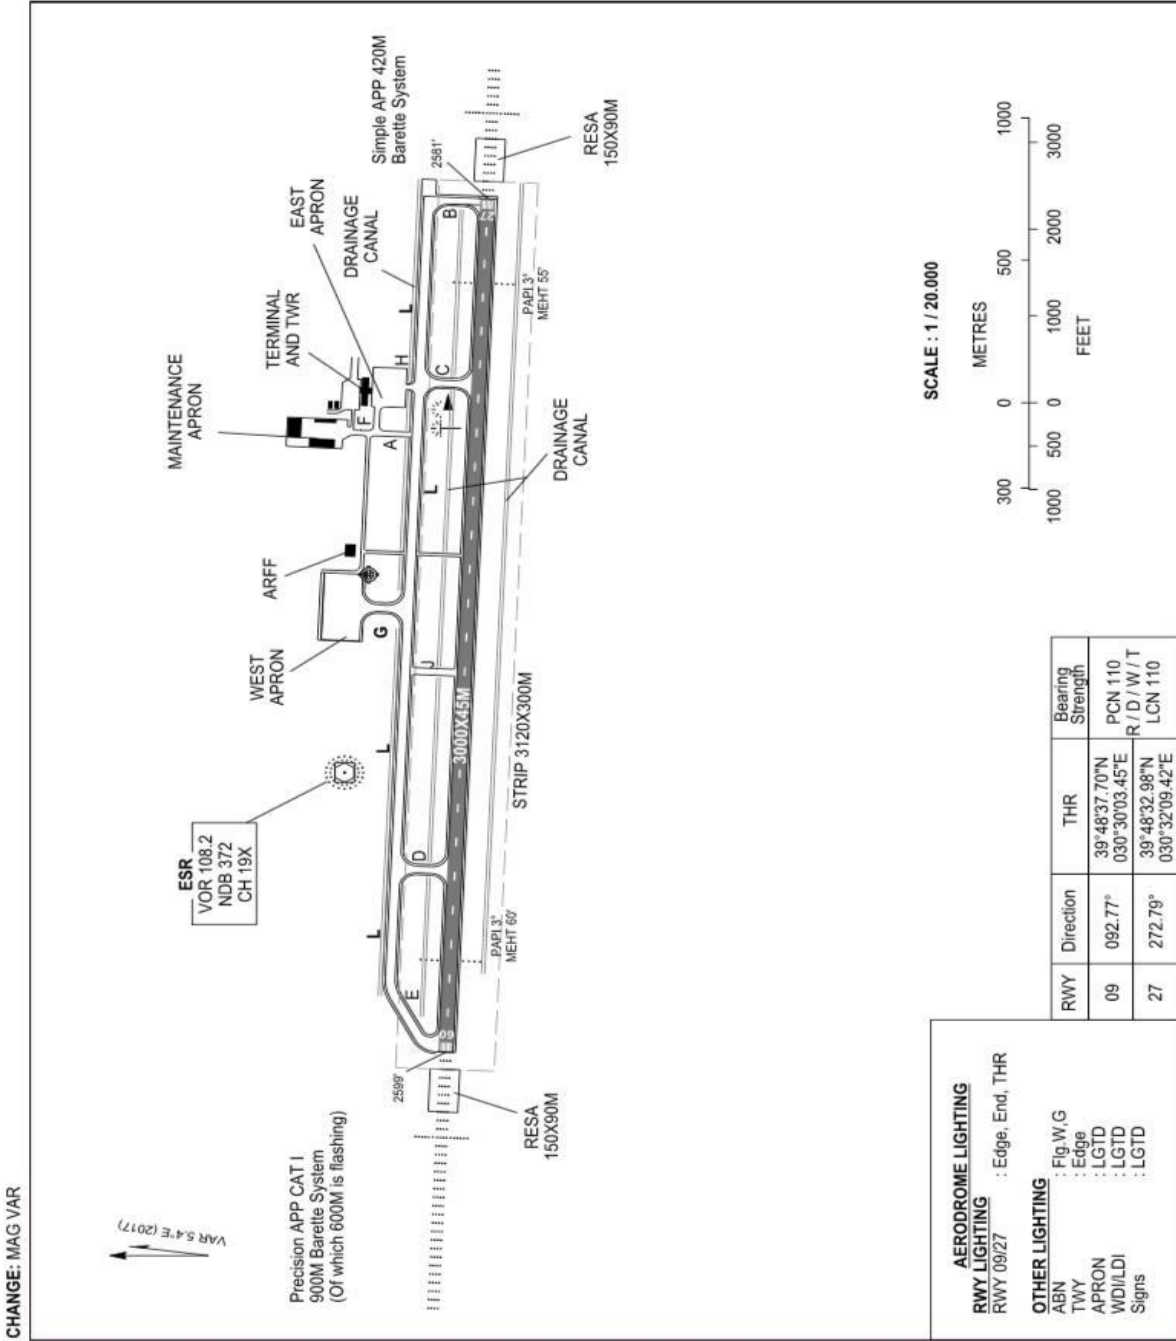 CHANGE: MAG VAR
VAR 5.4°E (2017)
Precision APP CAT I
900M Barette System
(Of which 600M is flashing)
ESR
VOR 108.2
NDB 372
CH 19X
WEST
APRON
ARFF
MAINTENANCE
APRON
TERMINAL
AND TWR
EAST
APRON
DRAINAGE
CANAL
Simple APP 420M
Barette System
2581'
RESA
150X90M
2599'
RESA
150X90M
L
L
G
A
F
H
L
E
D
J
L
C
B
09
3000X45M
27
PAPI 3°
MEHT 60'
STRIP 3120X300M
DRAINAGE
CANAL
PAPI 3°
MEHT 55'
SCALE : 1 / 20.000
METRES
300 0 500 1000
1000 500 0 1000 2000 3000
FEET
AERODROME LIGHTING
RWY LIGHTING
RWY 09/27 : Edge, End, THR
OTHER LIGHTING
ABN : Flg.W,G
TWY : Edge
APRON : LGTD
WDI/LDI : LGTD
Signs : LGTD
RWY Direction THR Bearing Strength
09 092.77° 39°48'37.70"N 030°30'03.45"E PCN 110
R / D / W / T
27 272.79° 39°48'32.98"N 030°32'09.42"E LCN 110